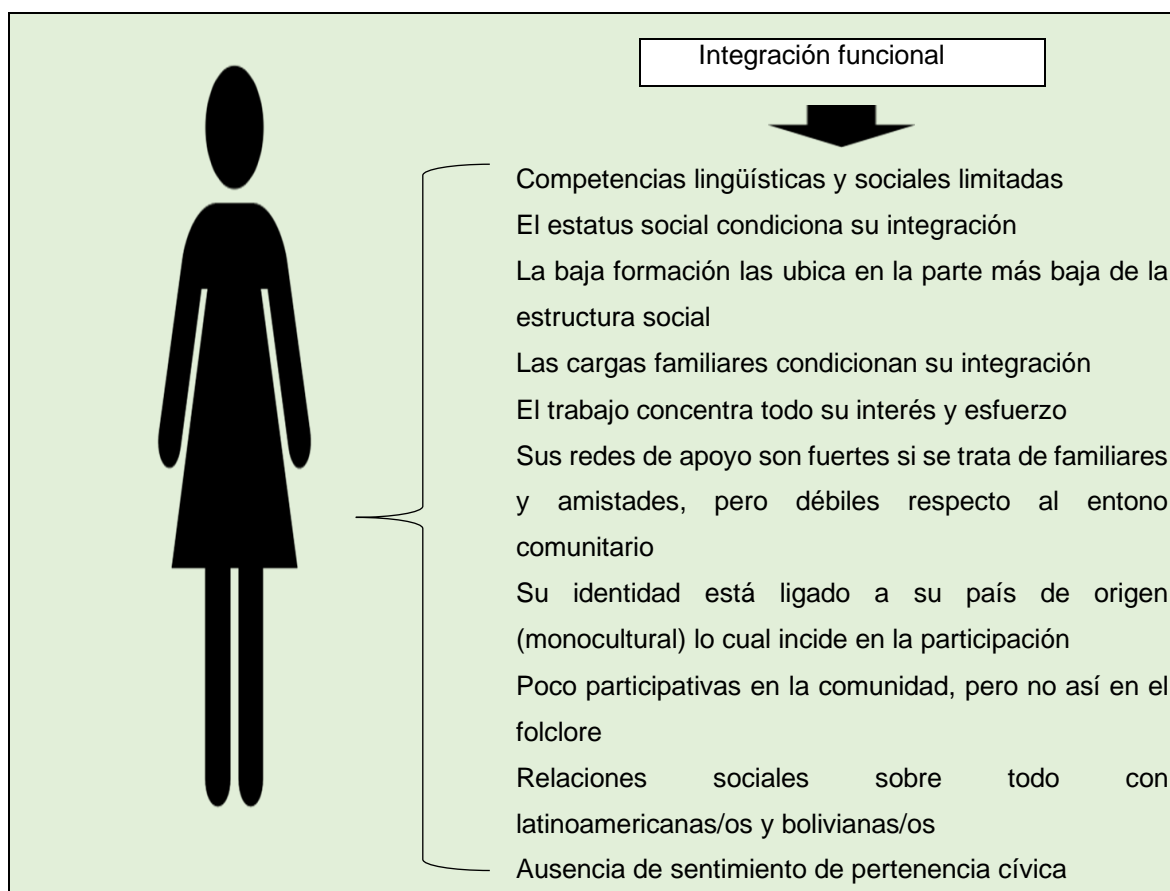 Integración funcional
Competencias lingüísticas y sociales limitadas
El estatus social condiciona su integración
La baja formación las ubica en la parte más baja de la
estructura social
Las cargas familiares condicionan su integración
El trabajo concentra todo su interés y esfuerzo
Sus redes de apoyo son fuertes si se trata de familiares
y amistades, pero débiles respecto al entono
comunitario
Su identidad está ligado a su país de origen
(monocultural) lo cual incide en la participación
Poco participativas en la comunidad, pero no así en el
folclore
Relaciones sociales sobre todo con
latinoamericanas/os y bolivianas/os
Ausencia de sentimiento de pertenencia cívica